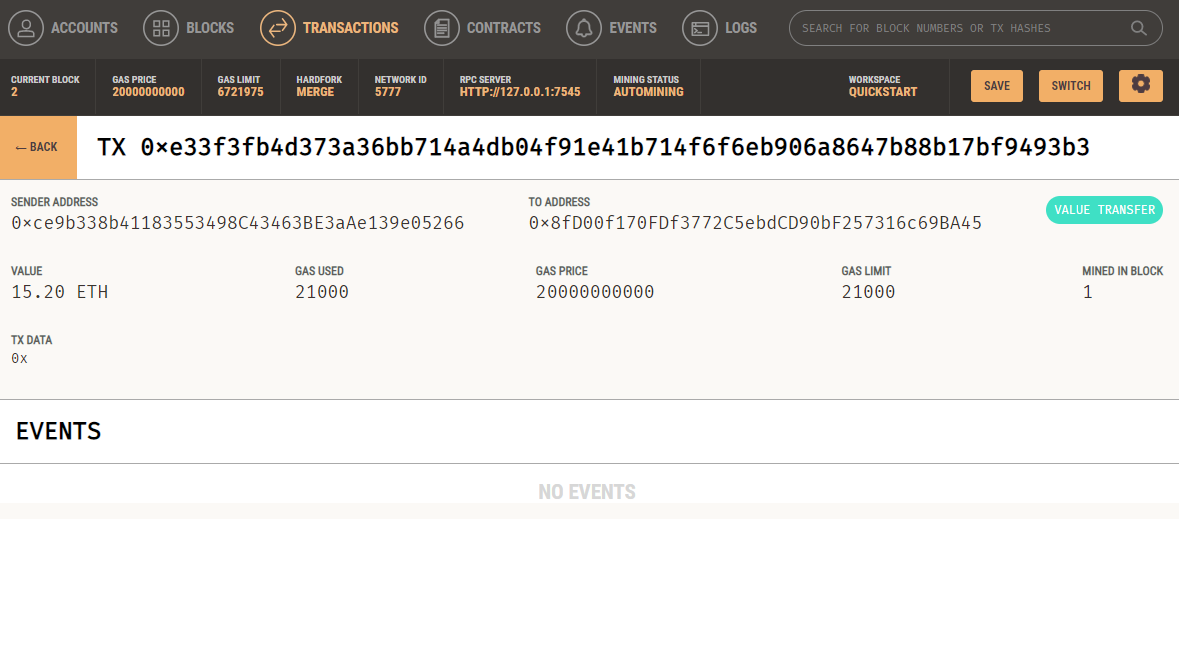 ACCOUNTS BLOCKS TRANSACTIONS CONTRACTS EVENTS LOGS SEARCH FOR BLOCK NUMBERS OR TX HASHES
CURRENT BLOCK GAS PRICE GAS LIMIT HARDFORK NETWORK ID RPC SERVER MINING STATUS WORKSPACE
2 20000000000 6721975 MERGE 5777 HTTP://127.0.0.1:7545 AUTOMINING QUICKSTART SAVE SWITCH
← BACK TX 0×e33f3fb4d373a36bb714a4db04f91e41b714f6f6eb906a8647b88b17bf9493b3
SENDER ADDRESS TO ADDRESS
0×ce9b338b41183553498C43463BE3aAe139e05266 0×8fD00f170FDf3772C5ebdCD90bF257316c69BA45 VALUE TRANSFER
VALUE GAS USED GAS PRICE GAS LIMIT MINED IN BLOCK
15.20 ETH 21000 20000000000 21000 1
TX DATA
0x
EVENTS
NO EVENTS